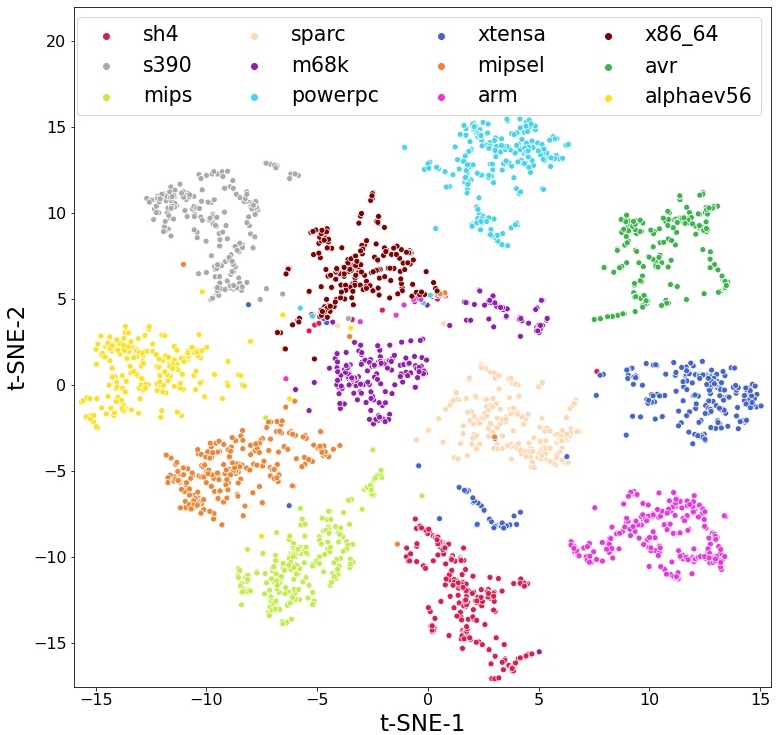 sh4 sparc xtensa x86_64
s390 m68k mipsel avr
mips powerpc arm alphaev56
20
15
10
5
0
−5
−10
−15
t-SNE-2
−15 −10 −5 0 5 10 15
t-SNE-1